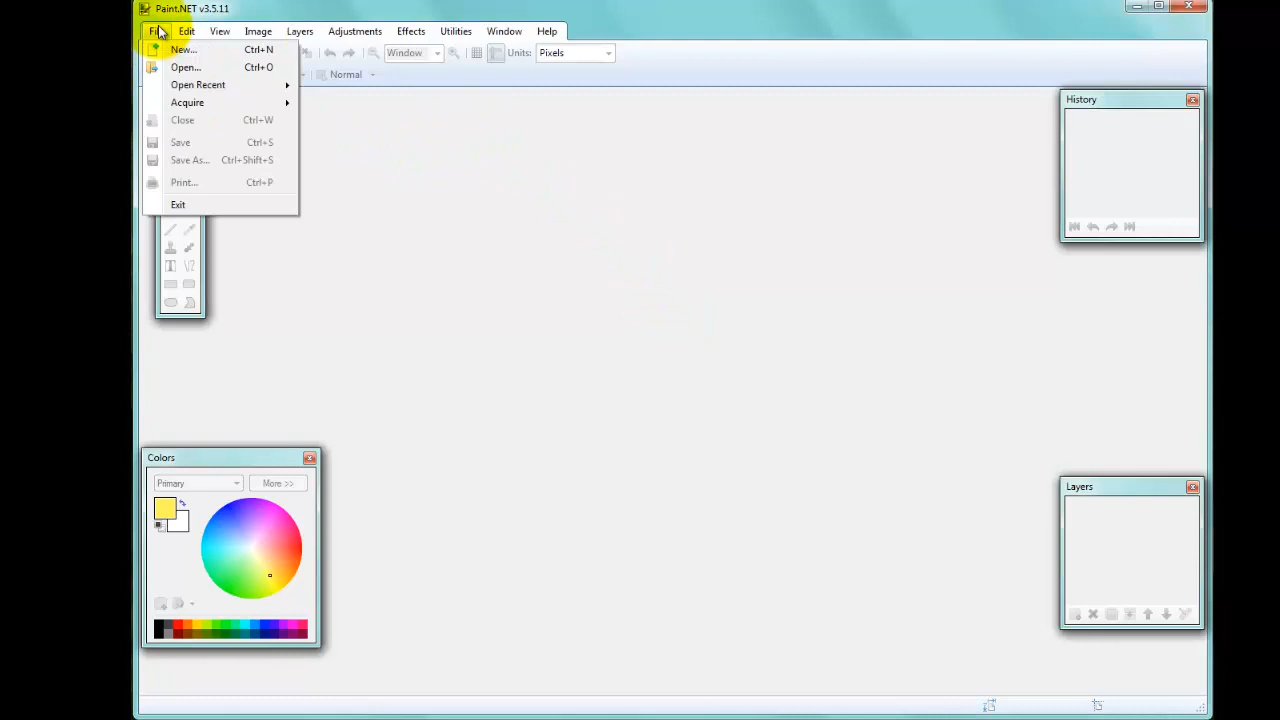 Paint.NET v3.5.11
Edit View Image Layers Adjustments Effects Utilities Window Help
Window Units: Pixels
Normal
New... Ctrl+N
Open... Ctrl+O
Open Recent
Acquire
Close Ctrl+W
Save Ctrl+S
Save As... Ctrl+Shift+S
Print... Ctrl+P
Exit
History
Colors
Primary More >>
Layers